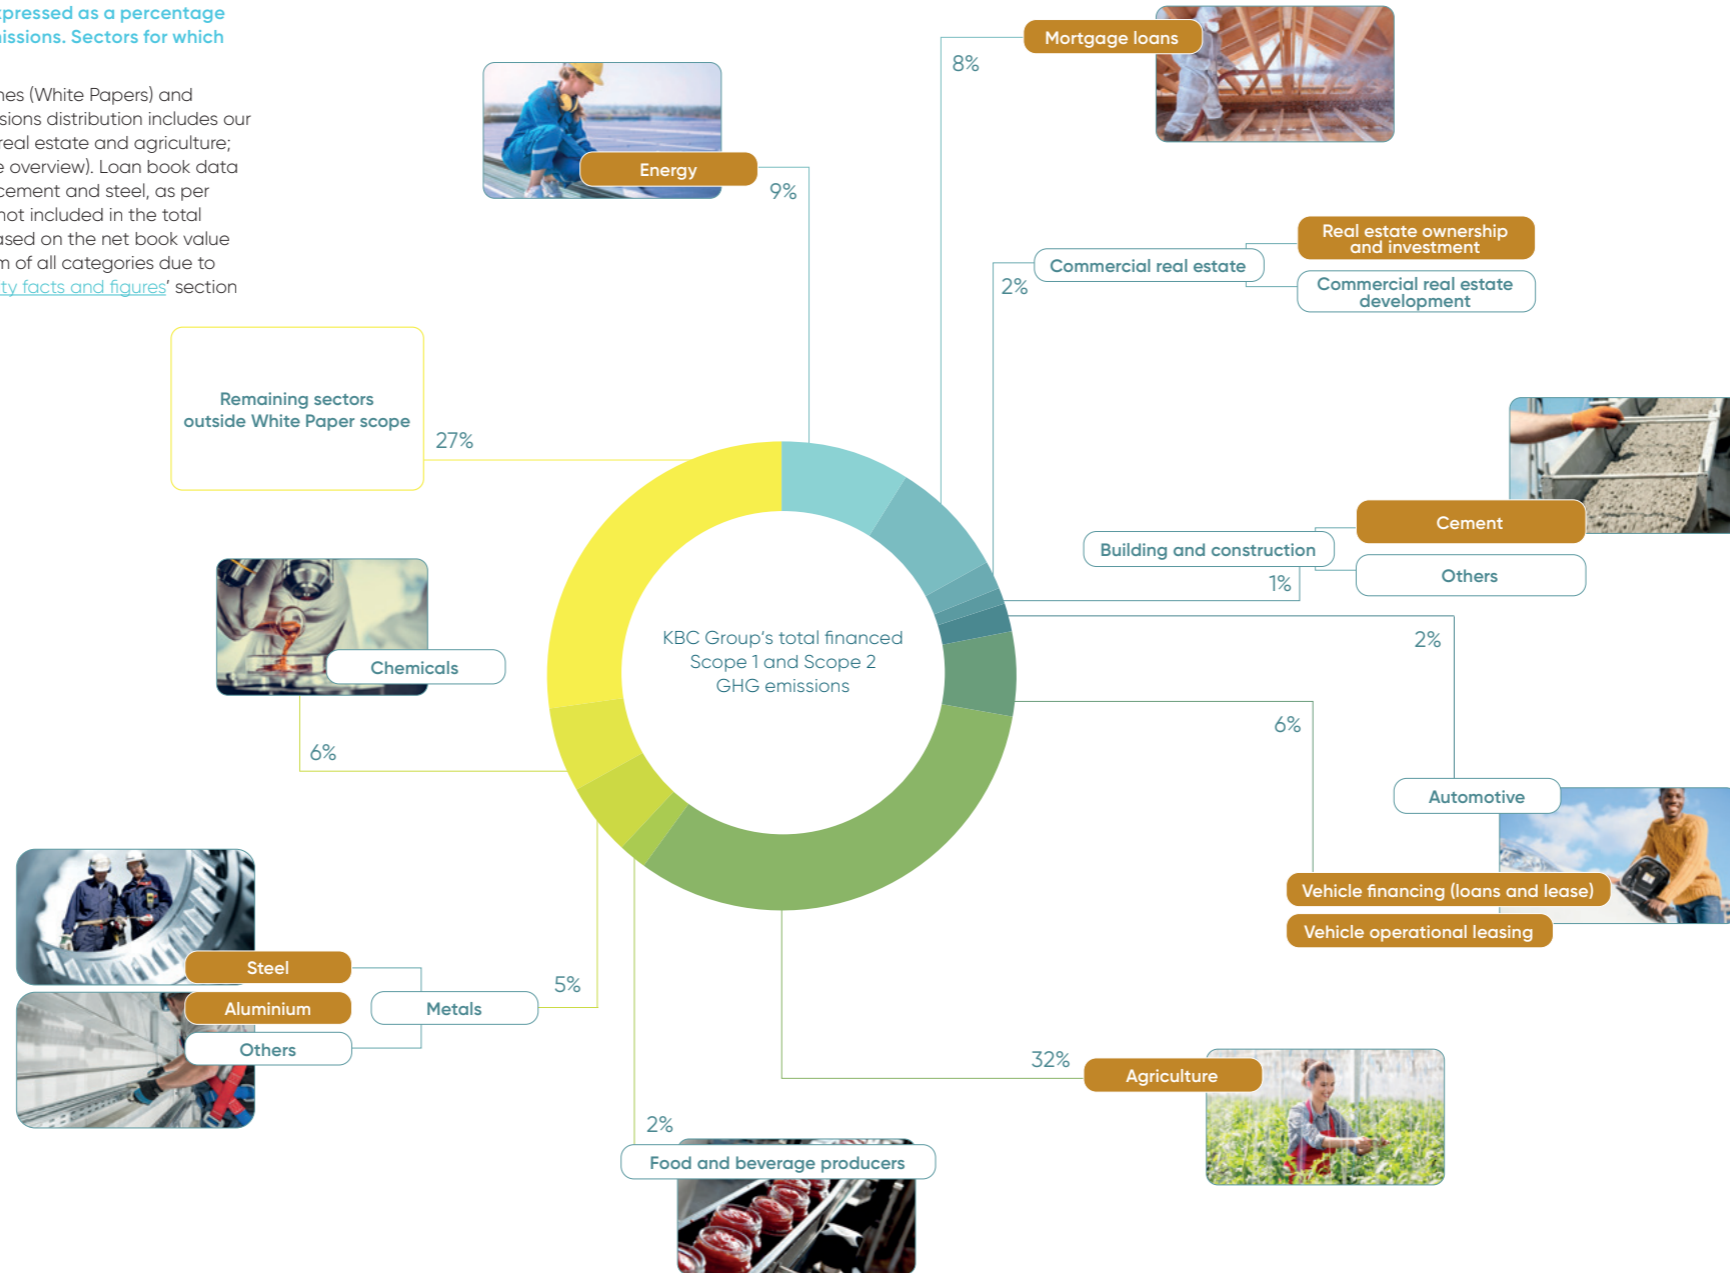 xpressed as a percentage
issions. Sectors for which
nes (White Papers) and
sions distribution includes our
real estate and agriculture;
e overview). Loan book data
cement and steel, as per
not included in the total
ased on the net book value
m of all categories due to
ty facts and figures' section
Mortgage loans
8%
Energy
9%
Real estate ownership
and investment
Commercial real estate
2%
Commercial real estate
development
Remaining sectors
outside White Paper scope
27%
Cement
Building and construction
1%
Others
KBC Group's total financed
Scope 1 and Scope 2
GHG emissions
2%
Chemicals
6%
6%
Automotive
Vehicle financing (loans and lease)
Vehicle operational leasing
Steel
Aluminium
Metals
5%
Others
32%
Agriculture
2%
Food and beverage producers